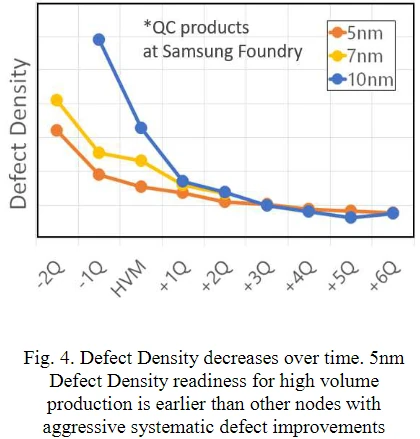 *QC products
at Samsung Foundry
5nm
7nm
10nm
Defect Density
-2Q
-1Q
HVM
+1Q
+2Q
+3Q
+4Q
+5Q
+6Q
Fig. 4. Defect Density decreases over time. 5nm
Defect Density readiness for high volume
production is earlier than other nodes with
aggressive systematic defect improvements